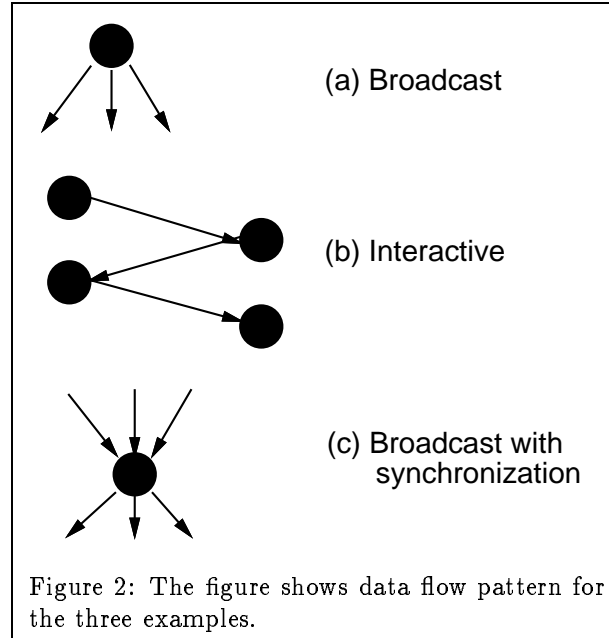 (a) Broadcast
(b) Interactive
(c) Broadcast with
synchronization
Figure 2: The figure shows data flow pattern for
the three examples.